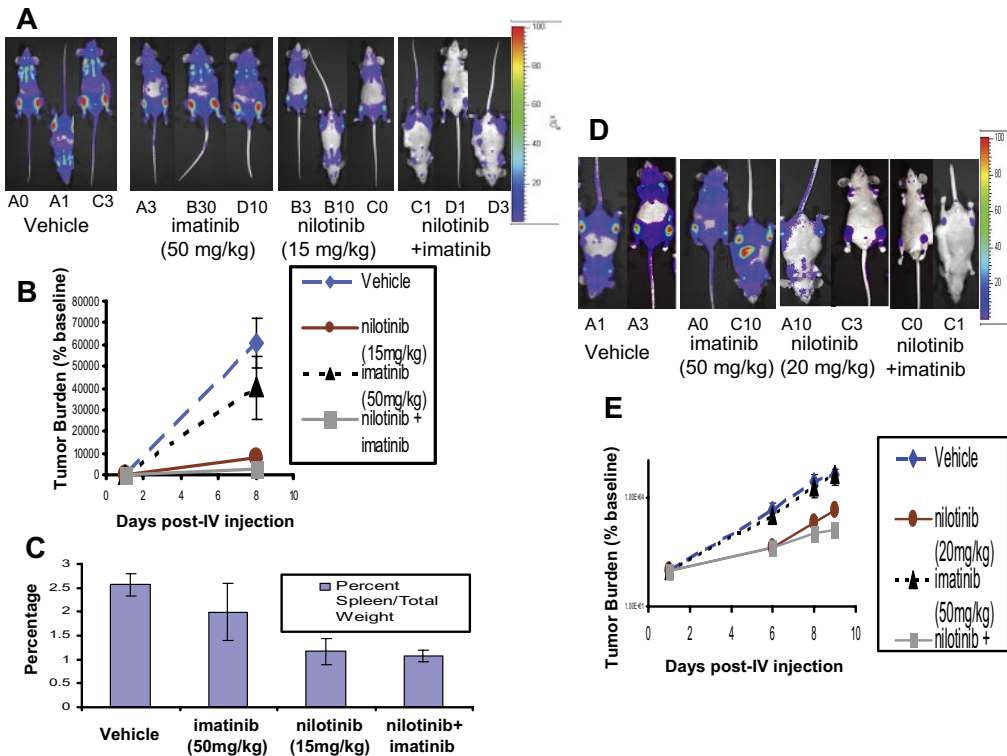 A
A0 A1 C3
Vehicle
A3 B30 D10
imatinib
(50 mg/kg)
B3 B10 C0
nilotinib
(15 mg/kg)
C1 D1 D3
nilotinib
+imatinib
100
80
60
40
20
B
Tumor Burden (% baseline)
80000
70000
60000
50000
40000
30000
20000
10000
0
0 2 4 6 8 10
Days post-IV injection
Vehicle
nilotinib
(15mg/kg)
imatinib
(50mg/kg)
nilotinib +
imatinib
C
Percentage
3
2.5
2
1.5
1
0.5
0
Percent
Spleen/Total
Weight
Vehicle
imatinib
(50mg/kg)
nilotinib
(15mg/kg)
nilotinib+
imatinib
D
A1 A3
Vehicle
A0 C10
imatinib
(50 mg/kg)
A10 C3
nilotinib
(20 mg/kg)
C0 C1
nilotinib
+imatinib
100
80
60
40
20
E
Tumor Burden (% baseline)
1.00E+04
1.00E+01
0 2 4 6 8 10
Days post-IV injection
Vehicle
nilotinib
(20mg/kg)
imatinib
(50mg/kg)
nilotinib +